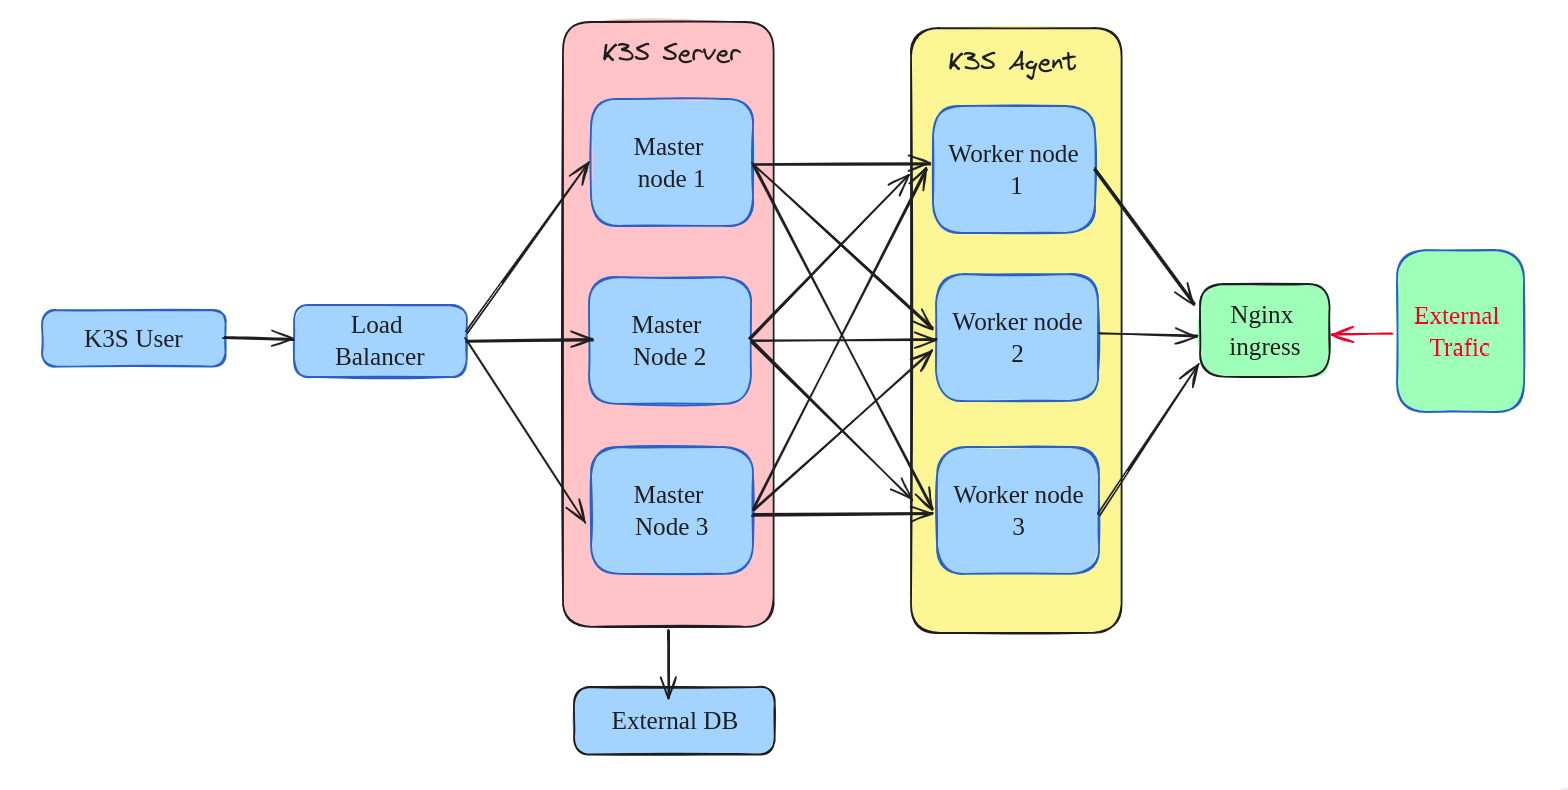 K3S Server
K3S Agent
Master
node 1
Worker node
1
K3S User
Load
Balancer
Master
Node 2
Worker node
2
Nginx
ingress
External
Trafic
Master
Node 3
Worker node
3
External DB